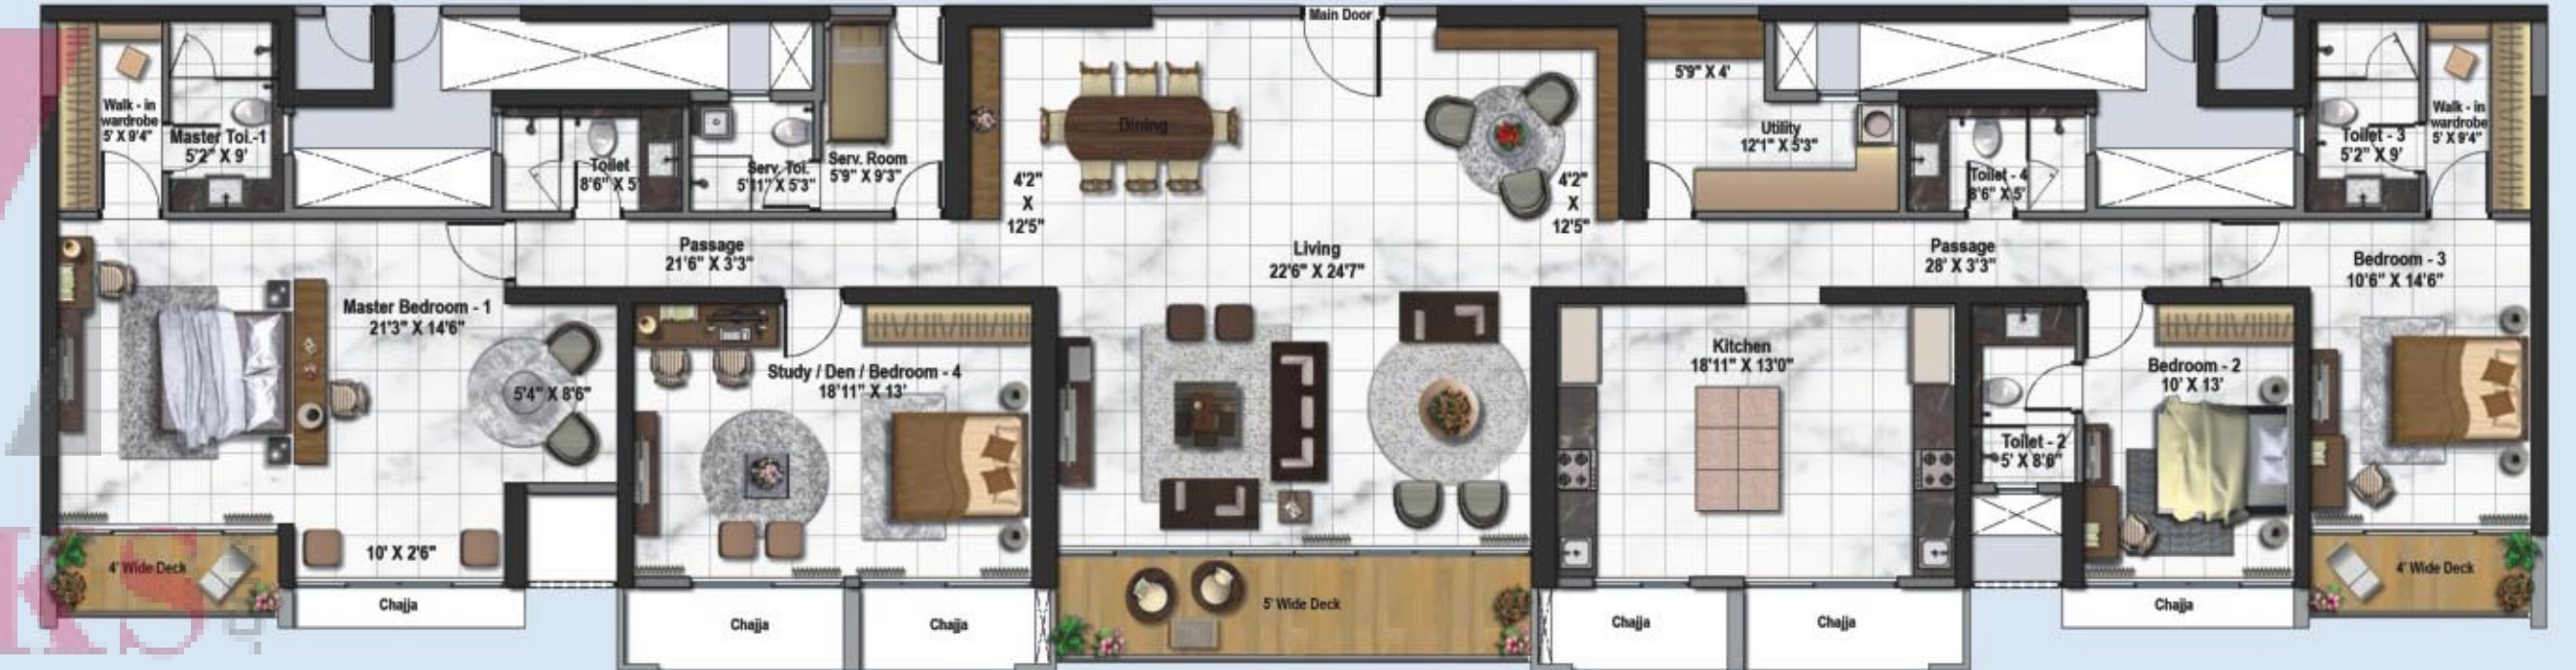 Main Door
Walk - in
wardrobe
5' X 9'4"
Master Toi.-1
5'2" X 9'
Toilet
8'6" X 5'
Serv. Toi.
5'11" X 5'3"
Serv. Room
5'9" X 9'3"
Dining
4'2"
X
12'5"
4'2"
X
12'5"
5'9" X 4'
Utility
12'1" X 5'3"
Toilet - 4
8'6" X 5'
Toilet - 3
5'2" X 9'
Walk - in
wardrobe
5' X 9'4"
Passage
21'6" X 3'3"
Living
22'6" X 24'7"
Passage
28' X 3'3"
Bedroom - 3
10'6" X 14'6"
Master Bedroom - 1
21'3" X 14'6"
5'4" X 8'6"
Study / Den / Bedroom - 4
18'11" X 13'
Kitchen
18'11" X 13'0"
Bedroom - 2
10' X 13'
Toilet - 2
5' X 8'6"
10' X 2'6"
4' Wide Deck
4' Wide Deck
Chajja
Chajja
Chajja
5' Wide Deck
Chajja
Chajja
Chajja
KS